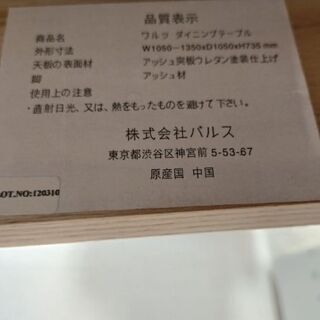 品質表示
商品名 ワルツ ダイニングテーブル
外形寸法 W1050～1350xD1050xH735 mm
天板の表面材 アッシュ突板ウレタン塗装仕上げ
脚 アッシュ材
使用上の注意
・直射日光、又は、熱をもったものを避けて下さい。
株式会社バルス
東京都渋谷区神宮前 5-53-67
原産国 中国
OT.NO:120310